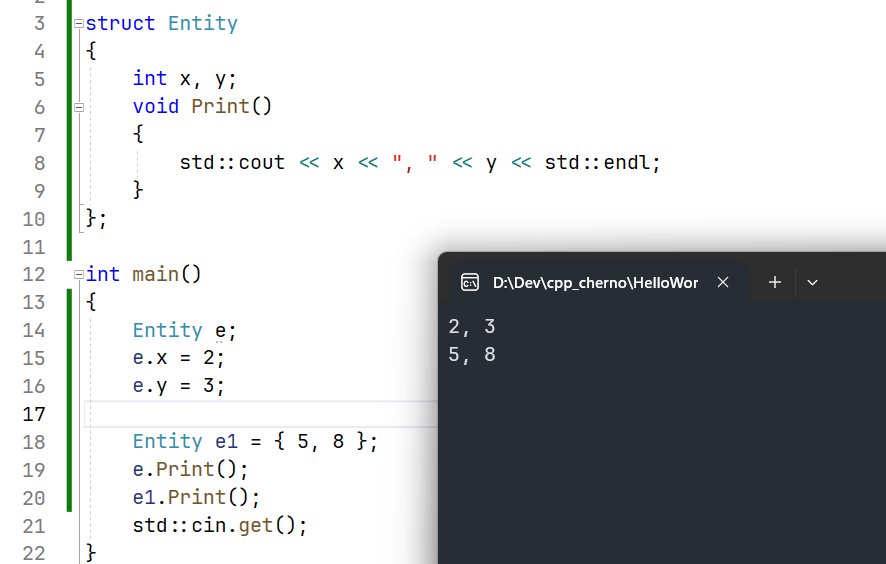 3 struct Entity
4 {
5 int x, y;
6 void Print()
7 {
8 std::cout << x << ", " << y << std::endl;
9 }
10 };
11
12 int main()
13 {
14 Entity e;
15 e.x = 2;
16 e.y = 3;
17
18 Entity e1 = { 5, 8 };
19 e.Print();
20 e1.Print();
21 std::cin.get();
22 }
D:\Dev\cpp_cherno\HelloWor
2, 3
5, 8